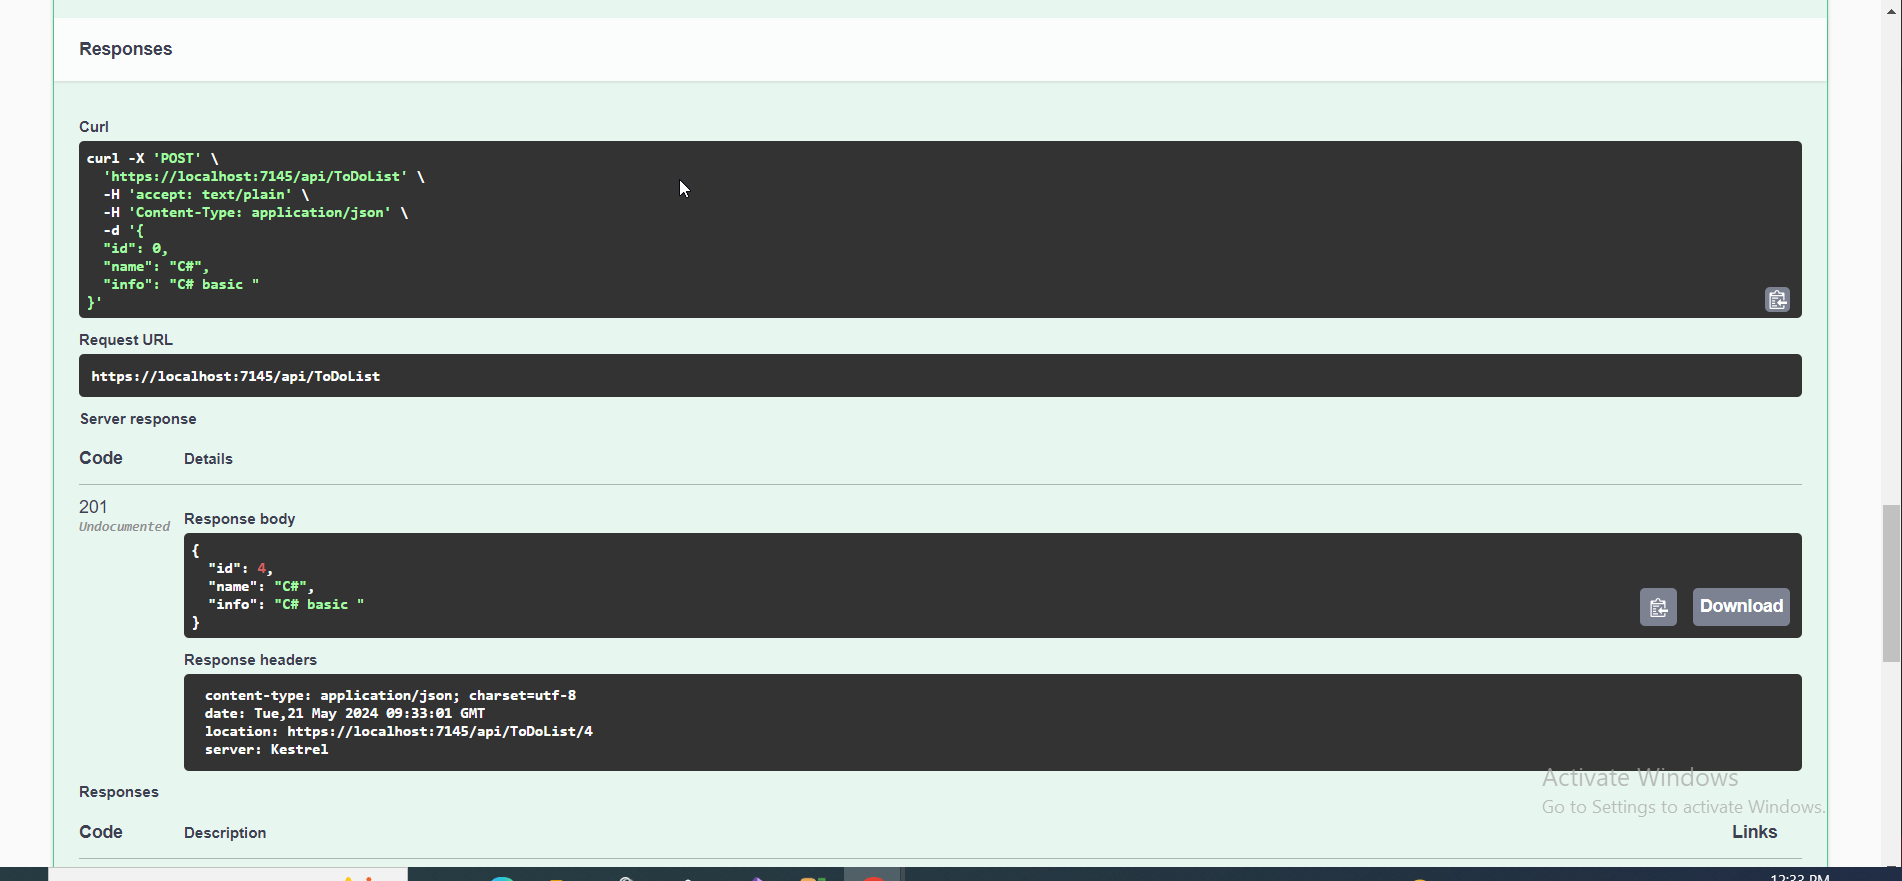 Responses
Curl
curl -X 'POST' \
'https://localhost:7145/api/ToDoList' \
-H 'accept: text/plain' \
-H 'Content-Type: application/json' \
-d '{
"id": 0,
"name": "C#",
"info": "C# basic "
}'
Request URL
https://localhost:7145/api/ToDoList
Server response
Code Details
201
Undocumented
Response body
{
"id": 4,
"name": "C#",
"info": "C# basic "
}
Download
Response headers
content-type: application/json; charset=utf-8
date: Tue,21 May 2024 09:33:01 GMT
location: https://localhost:7145/api/ToDoList/4
server: Kestrel
Activate Windows
Go to Settings to activate Windows.
Responses
Code Description Links
12:33 PM